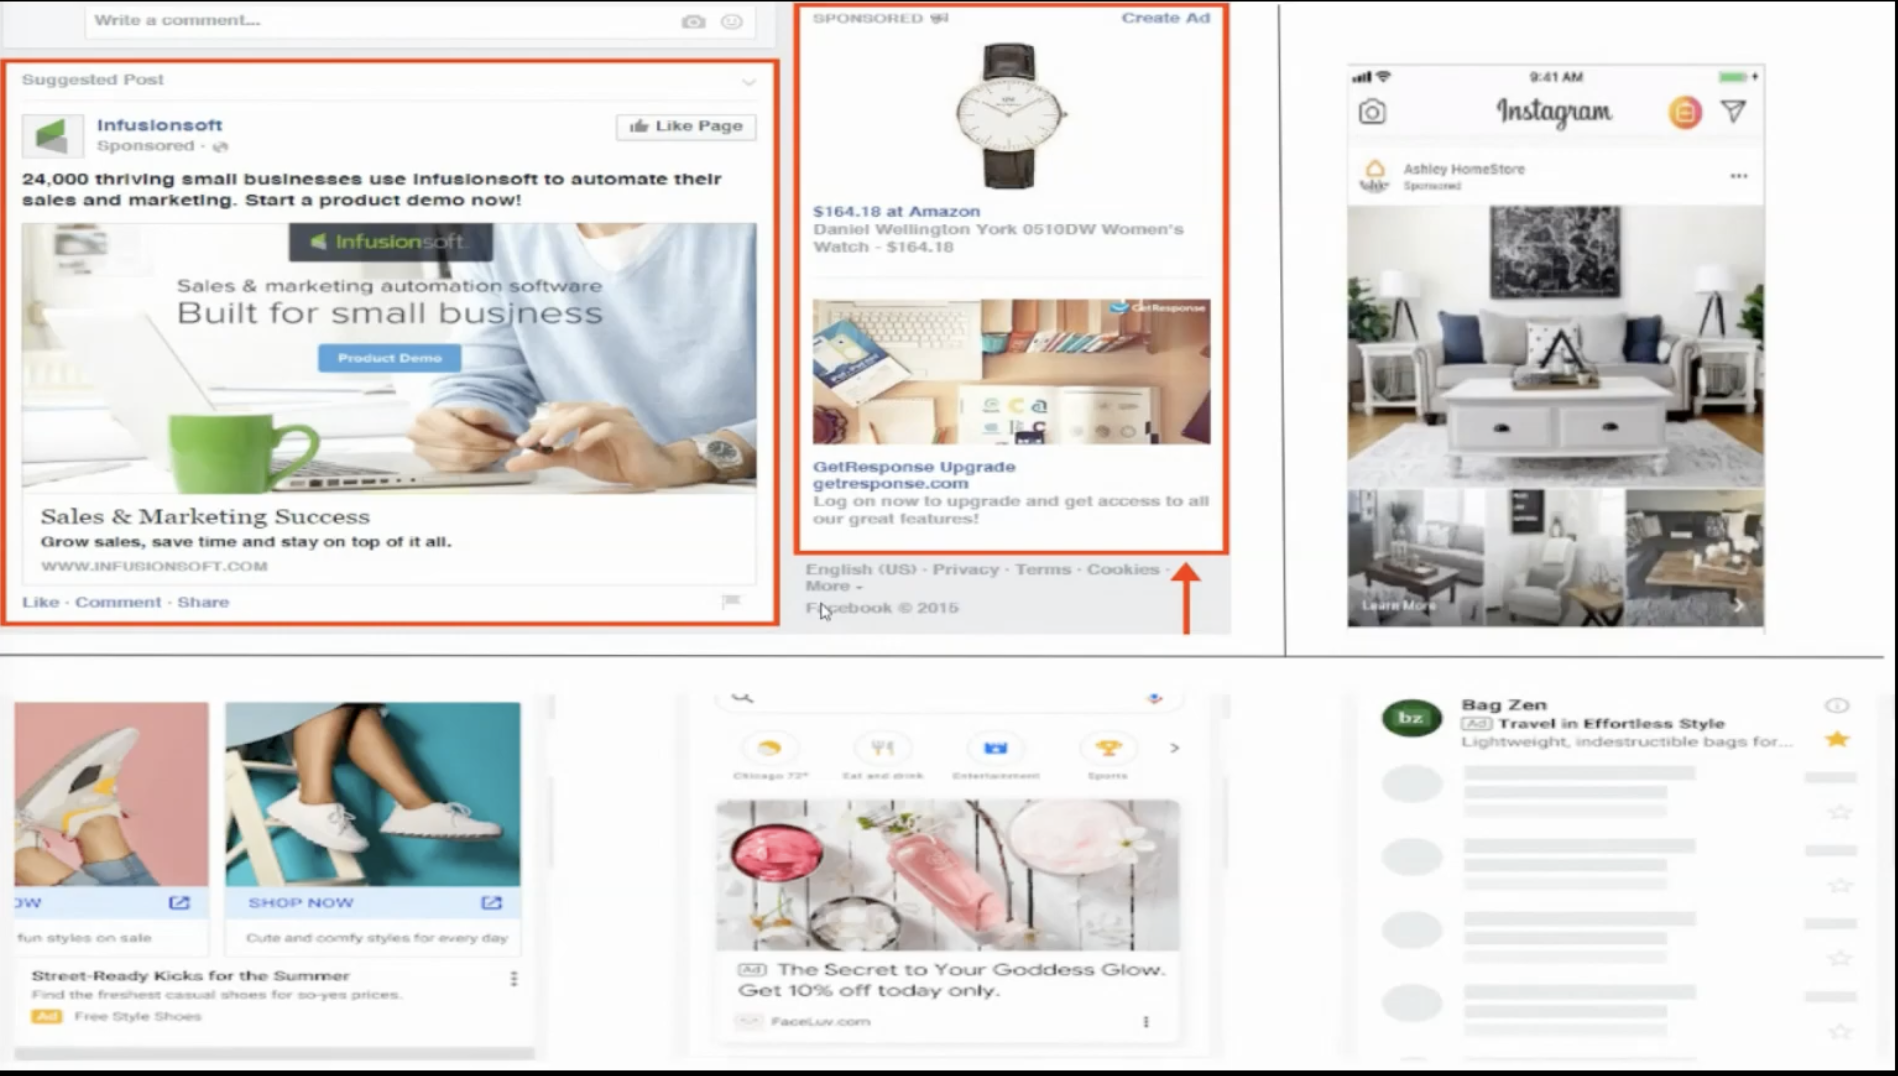 Write a comment...
Suggested Post
Infusionsoft
Sponsored ·
Like Page
24,000 thriving small businesses use Infusionsoft to automate their
sales and marketing. Start a product demo now!
Infusionsoft
Sales & marketing automation software
Built for small business
Product Demo
Sales & Marketing Success
Grow sales, save time and stay on top of it all.
WWW.INFUSIONSOFT.COM
Like · Comment · Share
SPONSORED
Create Ad
$164.18 at Amazon
Daniel Wellington York 0510DW Women's
Watch - $164.18
GetResponse
GetResponse Upgrade
getresponse.com
Log on now to upgrade and get access to all
our great features!
English (US) · Privacy · Terms · Cookies ·
More
Facebook © 2015
9:41 AM
Instagram
Ashley HomeStore
Sponsored
Learn More
OW
SHOP NOW
fun styles on sale
Cute and comfy styles for every day
Street-Ready Kicks for the Summer
Find the freshest casual shoes for so-yes prices.
Ad Free Style Shoes
Chicago 72°
Eat and drink
Entertainment
Sports
Ad The Secret to Your Goddess Glow.
Get 10% off today only.
FaceLuv.com
bz
Bag Zen
Ad Travel in Effortless Style
Lightweight, indestructible bags for...